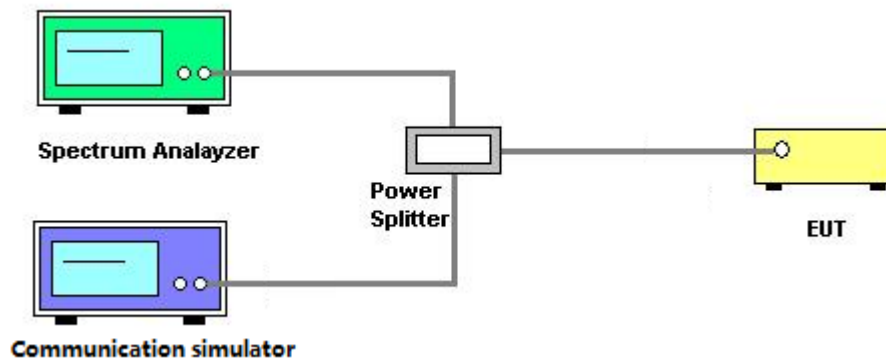 Spectrum Analayzer
Power
Splitter
EUT
Communication simulator